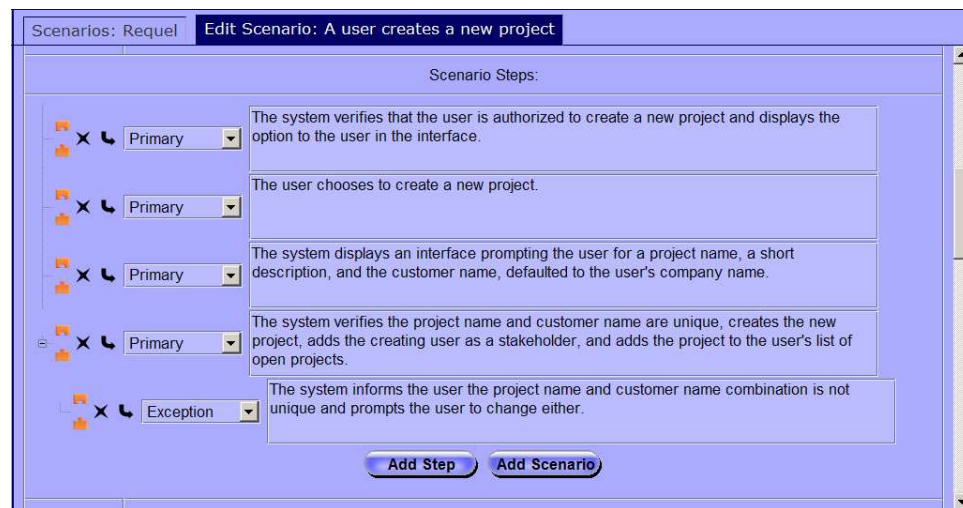 Scenarios: Requel
Edit Scenario: A user creates a new project
Scenario Steps:
Primary
The system verifies that the user is authorized to create a new project and displays the
option to the user in the interface.
Primary
The user chooses to create a new project.
Primary
The system displays an interface prompting the user for a project name, a short
description, and the customer name, defaulted to the user's company name.
Primary
The system verifies the project name and customer name are unique, creates the new
project, adds the creating user as a stakeholder, and adds the project to the user's list of
open projects.
Exception
The system informs the user the project name and customer name combination is not
unique and prompts the user to change either.
Add Step
Add Scenario